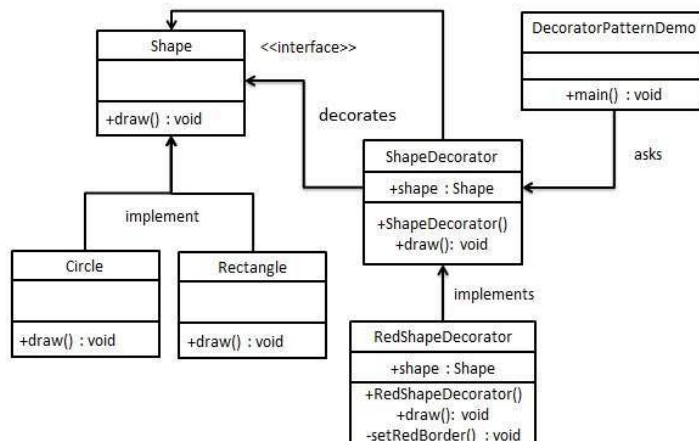 Shape
+draw() : void
<<interface>>
decorates
DecoratorPatternDemo
+main() : void
asks
ShapeDecorator
+shape : Shape
+ShapeDecorator()
+draw(): void
implement
Circle
+draw() : void
Rectangle
+draw() : void
implements
RedShapeDecorator
+shape : Shape
+RedShapeDecorator()
+draw(): void
-setRedBorder() : void